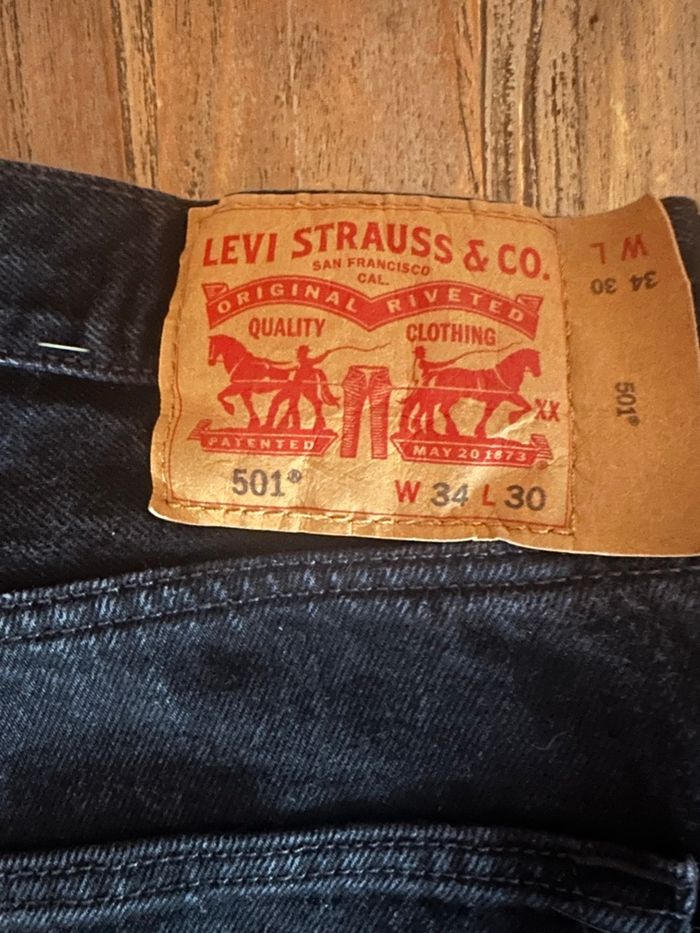 LEVI STRAUSS & CO.
SAN FRANCISCO
CAL.
ORIGINAL RIVETED
QUALITY CLOTHING
XX
PATENTED MAY 20 1873
501® W 34 L 30
W L
34 30
501®